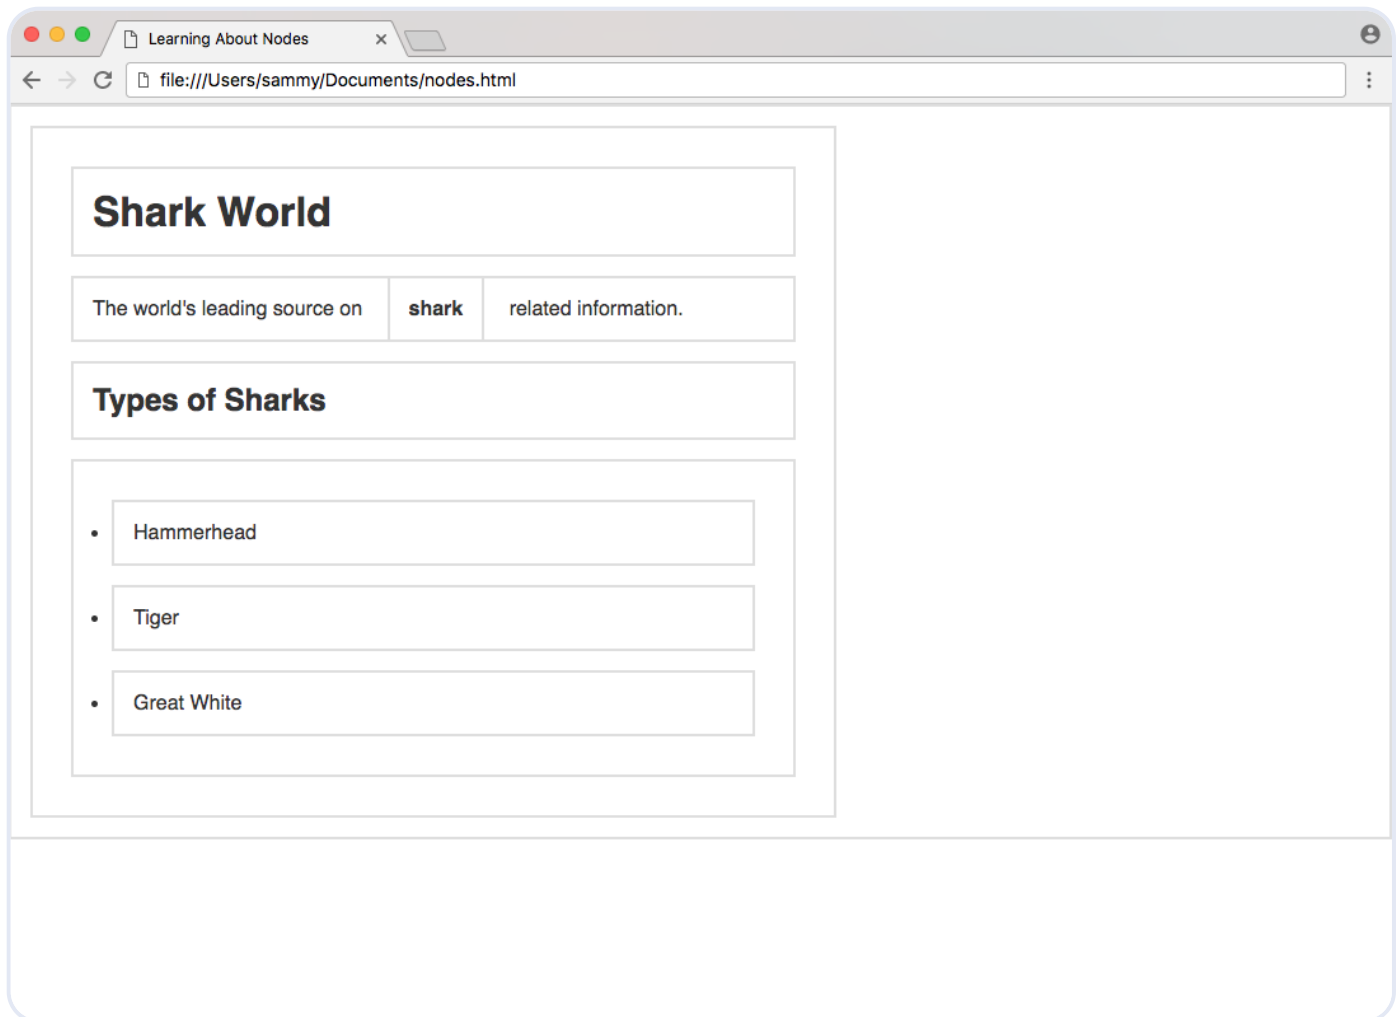 Learning About Nodes
file:///Users/sammy/Documents/nodes.html
Shark World
The world's leading source on shark related information.
Types of Sharks
Hammerhead
Tiger
Great White